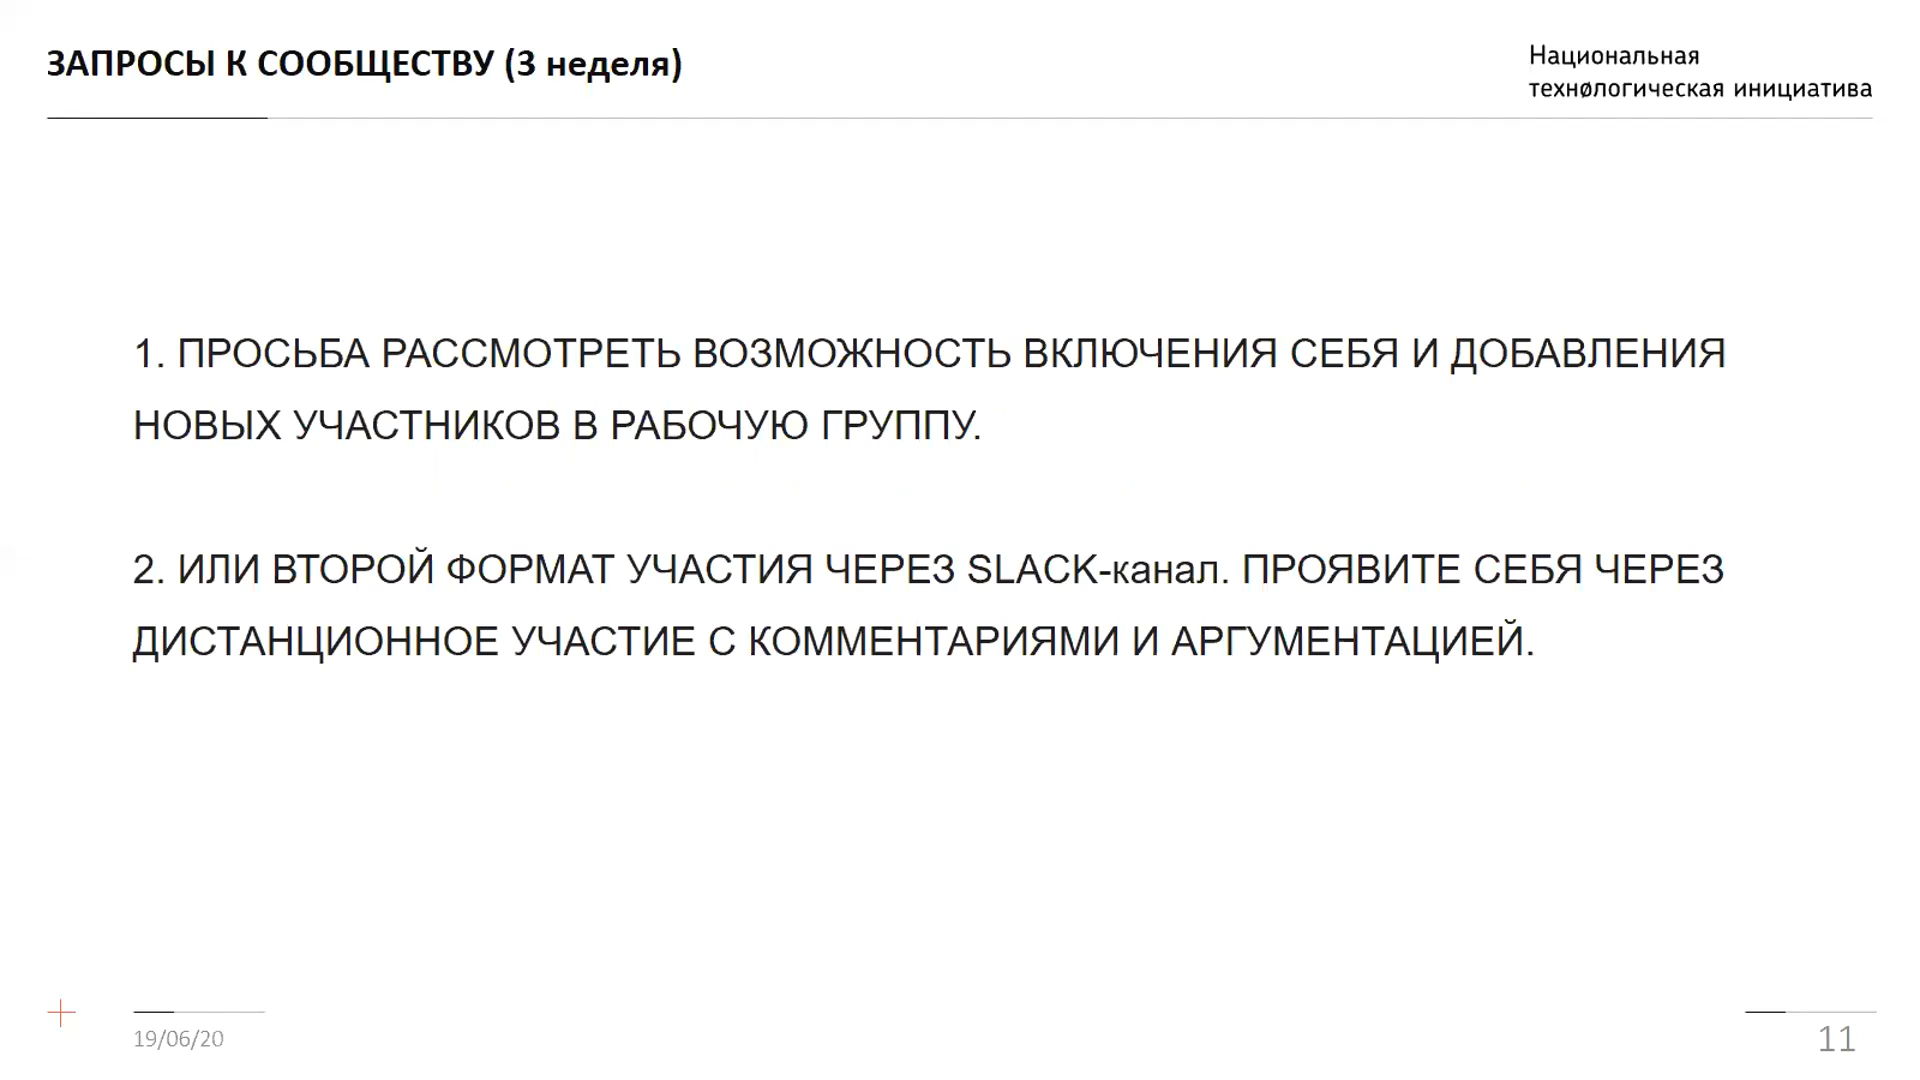 ЗАПРОСЫ К СООБЩЕСТВУ (3 неделя)
Национальная
технøлогическая инициатива
1. ПРОСЬБА РАССМОТРЕТЬ ВОЗМОЖНОСТЬ ВКЛЮЧЕНИЯ СЕБЯ И ДОБАВЛЕНИЯ
НОВЫХ УЧАСТНИКОВ В РАБОЧУЮ ГРУППУ.
2. ИЛИ ВТОРОЙ ФОРМАТ УЧАСТИЯ ЧЕРЕЗ SLACK-канал. ПРОЯВИТЕ СЕБЯ ЧЕРЕЗ
ДИСТАНЦИОННОЕ УЧАСТИЕ С КОММЕНТАРИЯМИ И АРГУМЕНТАЦИЕЙ.
19/06/20
11